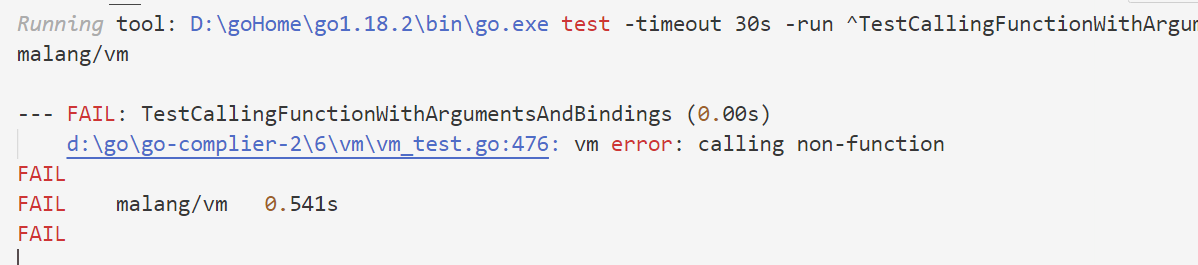 Running tool: D:\goHome\go1.18.2\bin\go.exe test -timeout 30s -run ^TestCallingFunctionWithArgum
malang/vm
--- FAIL: TestCallingFunctionWithArgumentsAndBindings (0.00s)
d:\go\go-complier-2\6\vm\vm_test.go:476: vm error: calling non-function
FAIL
FAIL malang/vm 0.541s
FAIL